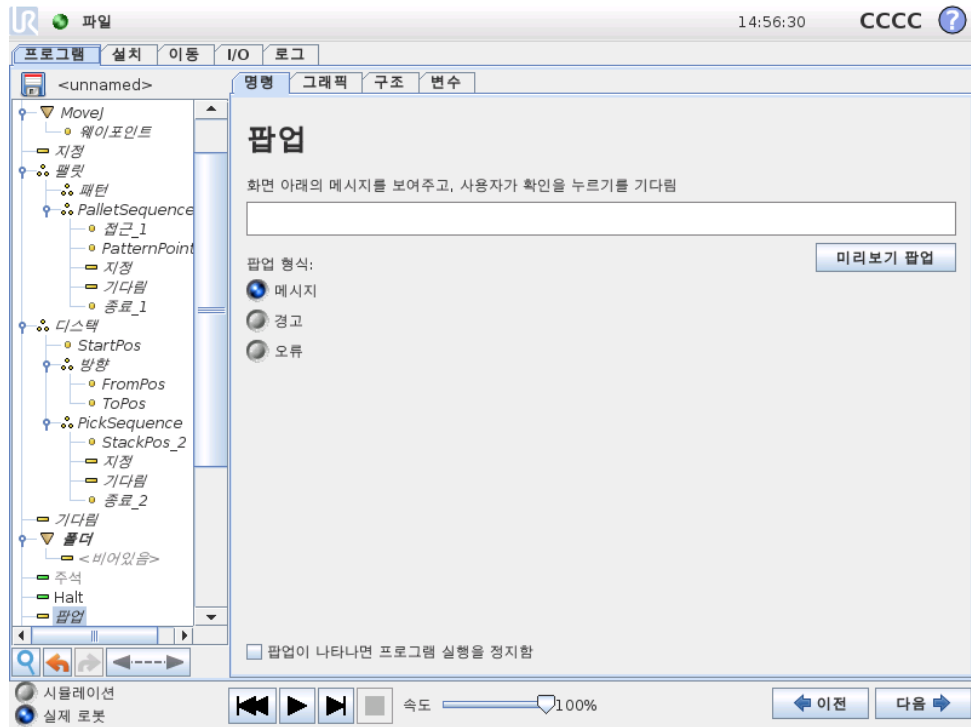 UR 파일 14:56:30 CCCC ?
프로그램 설치 이동 I/O 로그
<unnamed>
명령 그래픽 구조 변수
MoveJ
웨이포인트
지정
팰릿
패턴
PalletSequence
접근_1
PatternPoint
지정
기다림
종료_1
디스택
StartPos
방향
FromPos
ToPos
PickSequence
StackPos_2
지정
기다림
종료_2
기다림
폴더
<비어있음>
주석
Halt
팝업
팝업
화면 아래의 메시지를 보여주고, 사용자가 확인을 누르기를 기다림
미리보기 팝업
팝업 형식:
메시지
경고
오류
팝업이 나타나면 프로그램 실행을 정지함
시뮬레이션
실제 로봇
속도 100%
이전 다음